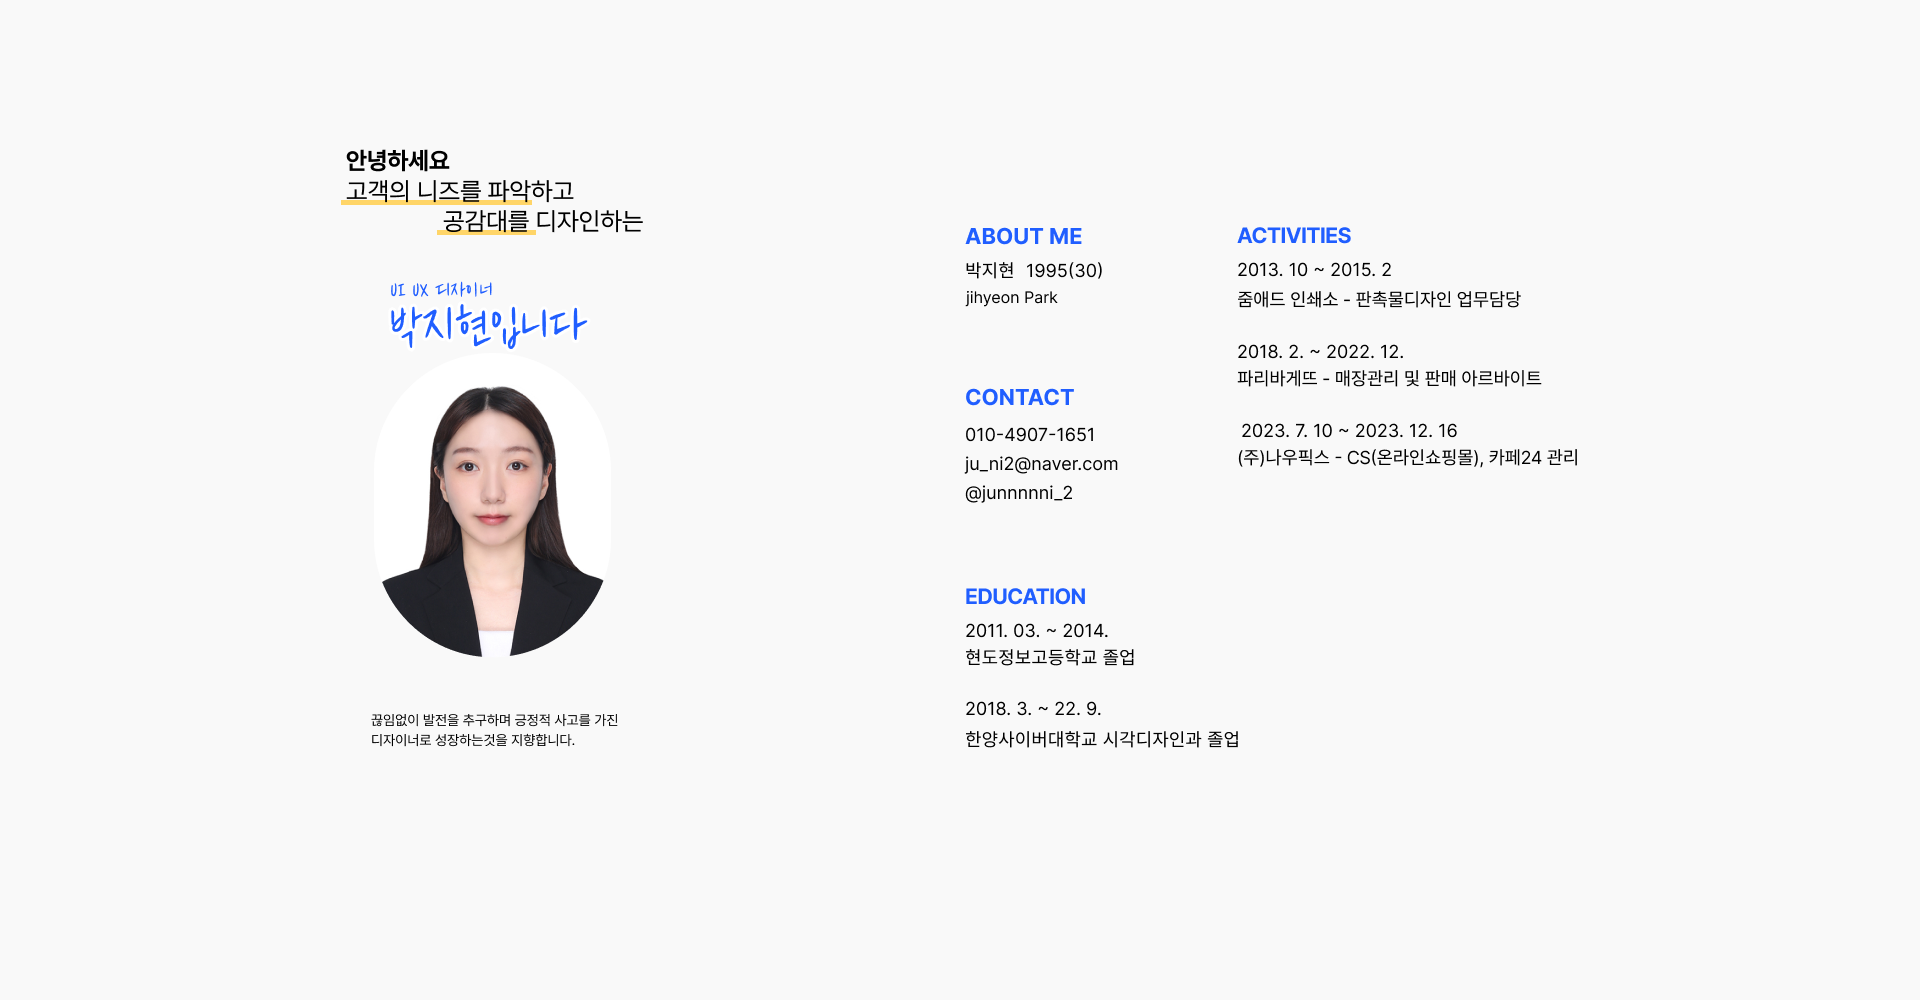 안녕하세요
고객의 니즈를 파악하고
공감대를 디자인하는
UI UX 디자이너
박지현입니다
끊임없이 발전을 추구하며 긍정적 사고를 가진
디자이너로 성장하는것을 지향합니다.
ABOUT ME
박지현 1995(30)
jihyeon Park
CONTACT
010-4907-1651
ju_ni2@naver.com
@junnnnni_2
EDUCATION
2011. 03. ~ 2014.
현도정보고등학교 졸업
2018. 3. ~ 22. 9.
한양사이버대학교 시각디자인과 졸업
ACTIVITIES
2013. 10 ~ 2015. 2
줌애드 인쇄소 - 판촉물디자인 업무담당
2018. 2. ~ 2022. 12.
파리바게뜨 - 매장관리 및 판매 아르바이트
2023. 7. 10 ~ 2023. 12. 16
(주)나우픽스 - CS(온라인쇼핑몰), 카페24 관리